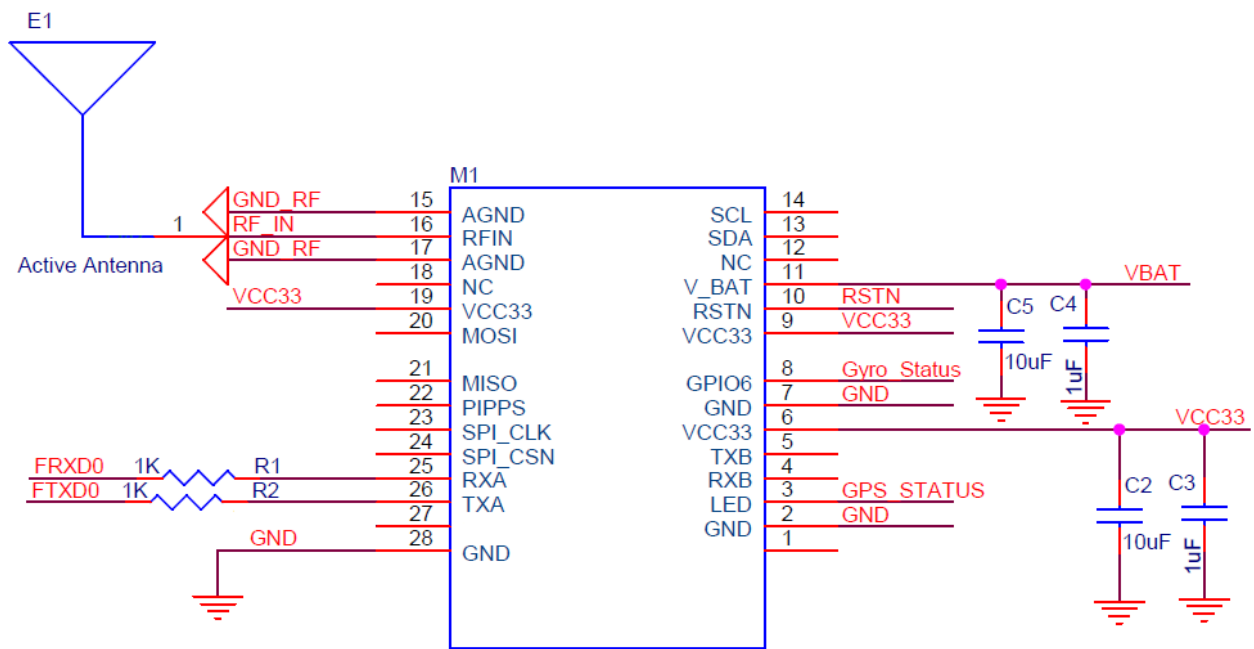 E1
M1
GND_RF 15 AGND SCL 14
1 RF_IN 16 RFIN SDA 13
GND_RF 17 AGND NC 12
Active Antenna
18 NC V_BAT 11 VBAT
VCC33 19 VCC33 RSTN 10 RSTN
20 MOSI VCC33 9 VCC33
C5 C4
10uF 1uF
21 MISO GPIO6 8 Gyro_Status
22 PIPPS GND 7 GND
23 SPI_CLK VCC33 6 VCC33
24 SPI_CSN TXB 5
FRXD0 1K R1 25 RXA RXB 4
FTXD0 1K R2 26 TXA LED 3 GPS_STATUS
27 GND 2 GND
GND 28 GND 1
C2 C3
10uF 1uF